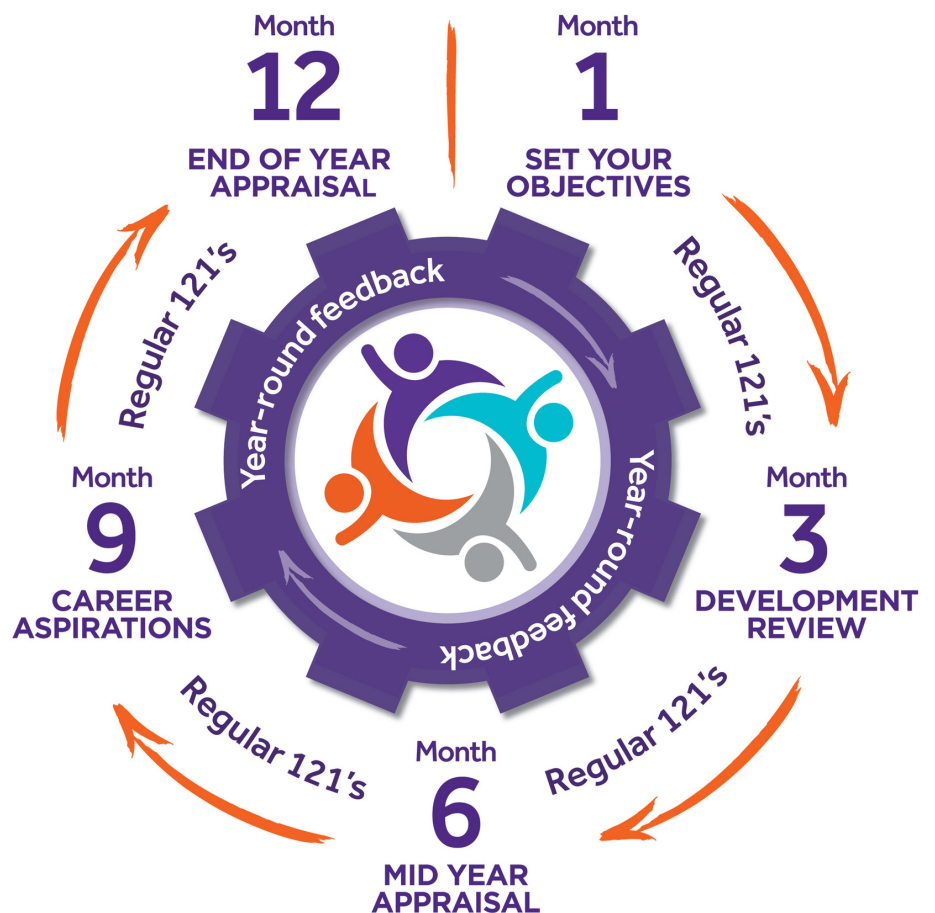 Month
12
END OF YEAR
APPRAISAL
Month
1
SET YOUR
OBJECTIVES
Regular 121's
Month
3
DEVELOPMENT
REVIEW
Regular 121's
Month
6
MID YEAR
APPRAISAL
Regular 121's
Month
9
CAREER
ASPIRATIONS
Regular 121's
Year-round feedback
Year-round feedback